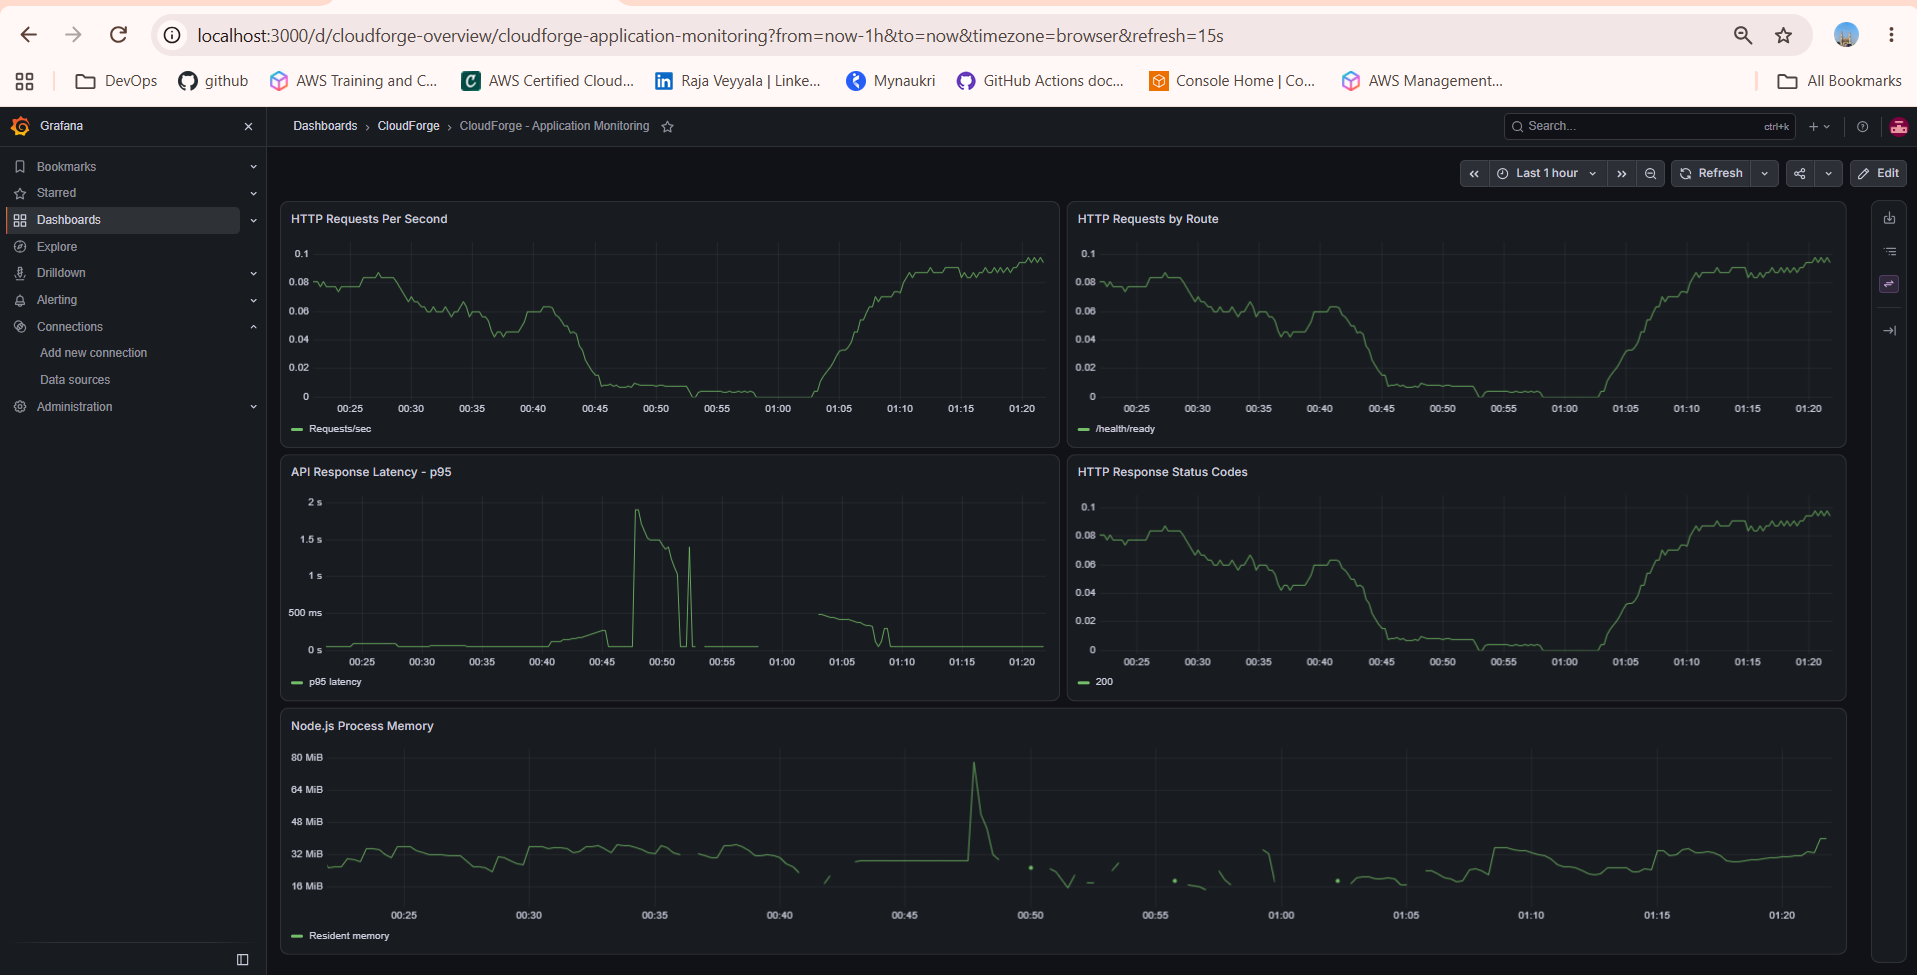 localhost:3000/d/cloudforge-overview/cloudforge-application-monitoring?from=now-1h&to=now&timezone=browser&refresh=15s
DevOps github AWS Training and C... AWS Certified Cloud... Raja Veyyala | Linke... Mynaukri GitHub Actions doc... Console Home | Co... AWS Management... All Bookmarks
Grafana
Dashboards › CloudForge › CloudForge - Application Monitoring
Search... ctrl+k
Bookmarks
Starred
Dashboards
Explore
Drilldown
Alerting
Connections
Add new connection
Data sources
Administration
Last 1 hour Refresh Edit
HTTP Requests Per Second
0.1
0.08
0.06
0.04
0.02
0
00:25 00:30 00:35 00:40 00:45 00:50 00:55 01:00 01:05 01:10 01:15 01:20
Requests/sec
HTTP Requests by Route
0.1
0.08
0.06
0.04
0.02
0
00:25 00:30 00:35 00:40 00:45 00:50 00:55 01:00 01:05 01:10 01:15 01:20
/health/ready
API Response Latency - p95
2 s
1.5 s
1 s
500 ms
0 s
00:25 00:30 00:35 00:40 00:45 00:50 00:55 01:00 01:05 01:10 01:15 01:20
p95 latency
HTTP Response Status Codes
0.1
0.08
0.06
0.04
0.02
0
00:25 00:30 00:35 00:40 00:45 00:50 00:55 01:00 01:05 01:10 01:15 01:20
200
Node.js Process Memory
80 MiB
64 MiB
48 MiB
32 MiB
16 MiB
00:25 00:30 00:35 00:40 00:45 00:50 00:55 01:00 01:05 01:10 01:15 01:20
Resident memory